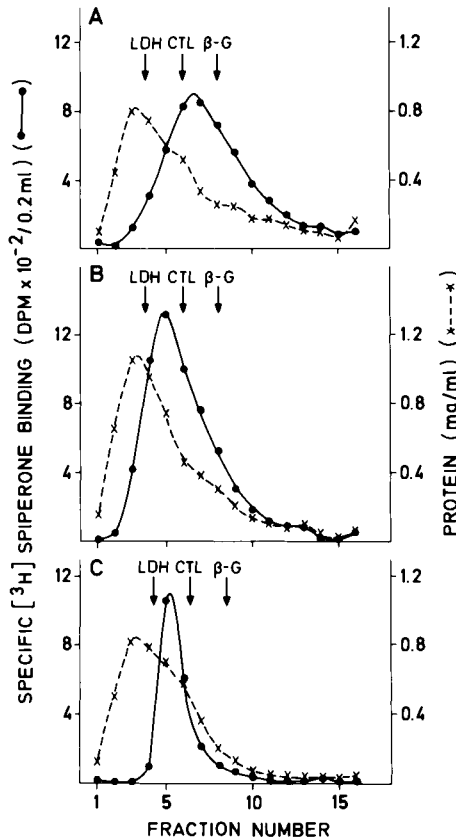 A
LDH CTL β-G
12
8
4
1.2
0.8
0.4
B
LDH CTL β-G
12
8
4
1.2
0.8
0.4
C
LDH CTL β-G
12
8
4
1.2
0.8
0.4
1 5 10 15
FRACTION NUMBER
SPECIFIC [³H] SPIPERONE BINDING (DPM x 10⁻²/0.2 ml) (●—●)
PROTEIN (mg/ml) (x---x)